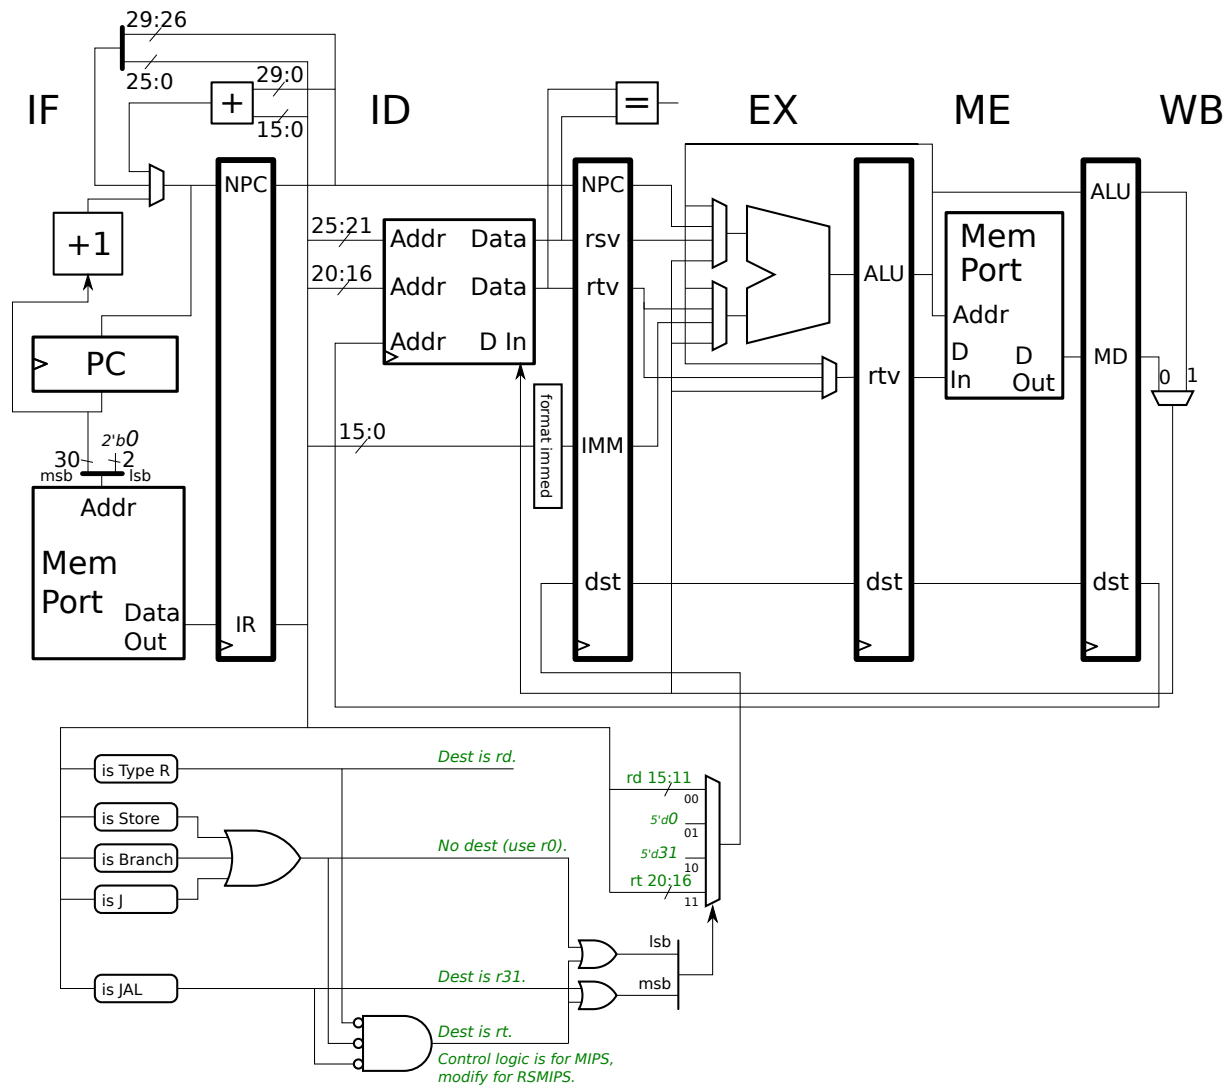 29:26
25:0
29:0
15:0
IF
ID
EX
ME
WB
+
=
NPC
NPC
ALU
+1
25:21
20:16
Addr
Data
Addr
Data
Addr
D In
rsv
rtv
ALU
Mem
Port
Addr
D
In
D
Out
MD
0
1
PC
rtv
15:0
format immed
IMM
2'b0
30
2
msb
lsb
Addr
Mem
Port
Data
Out
IR
dst
dst
dst
is Type R
Dest is rd.
rd 15:11
00
is Store
5'd0
01
is Branch
No dest (use r0).
5'd31
10
is J
rt 20:16
11
lsb
is JAL
Dest is r31.
msb
Dest is rt.
Control logic is for MIPS,
modify for RSMIPS.